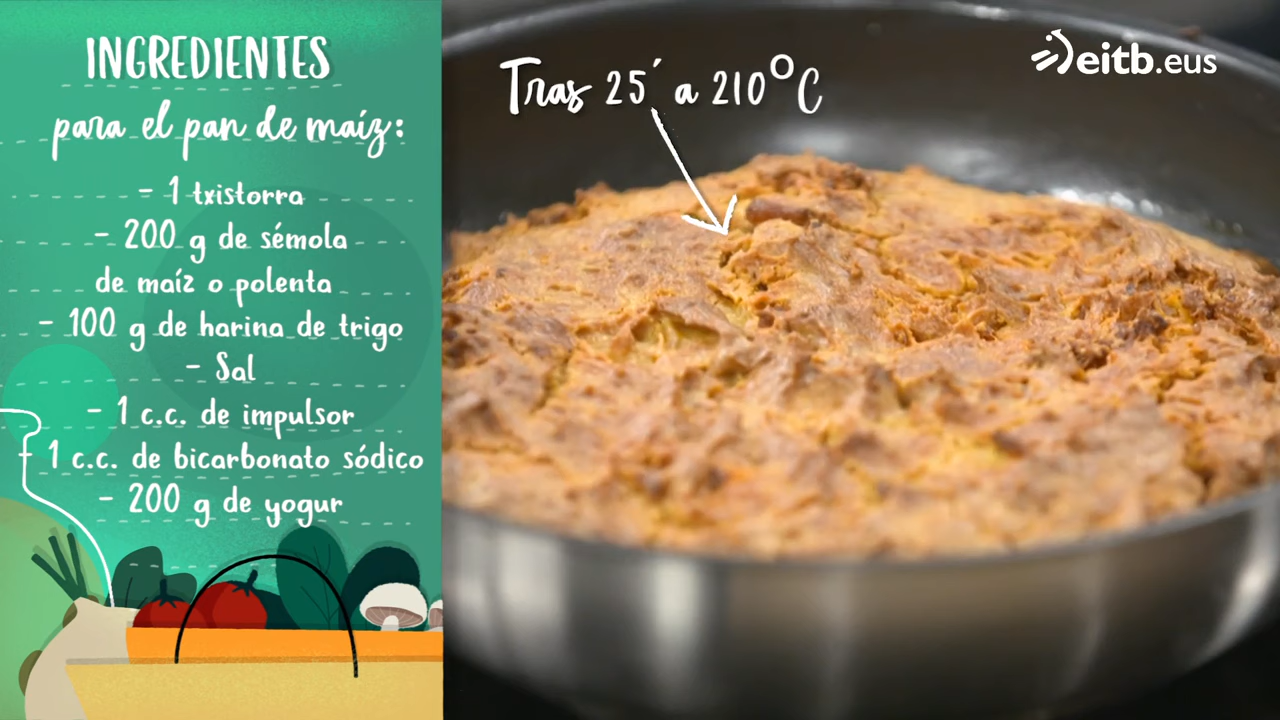 INGREDIENTES
para el pan de maíz:
- 1 txistorra
- 200 g de sémola
de maíz o polenta
- 100 g de harina de trigo
- Sal
- 1 c.c. de impulsor
- 1 c.c. de bicarbonato sódico
- 200 g de yogur
Tras 25´ a 210ºC
eitb.eus